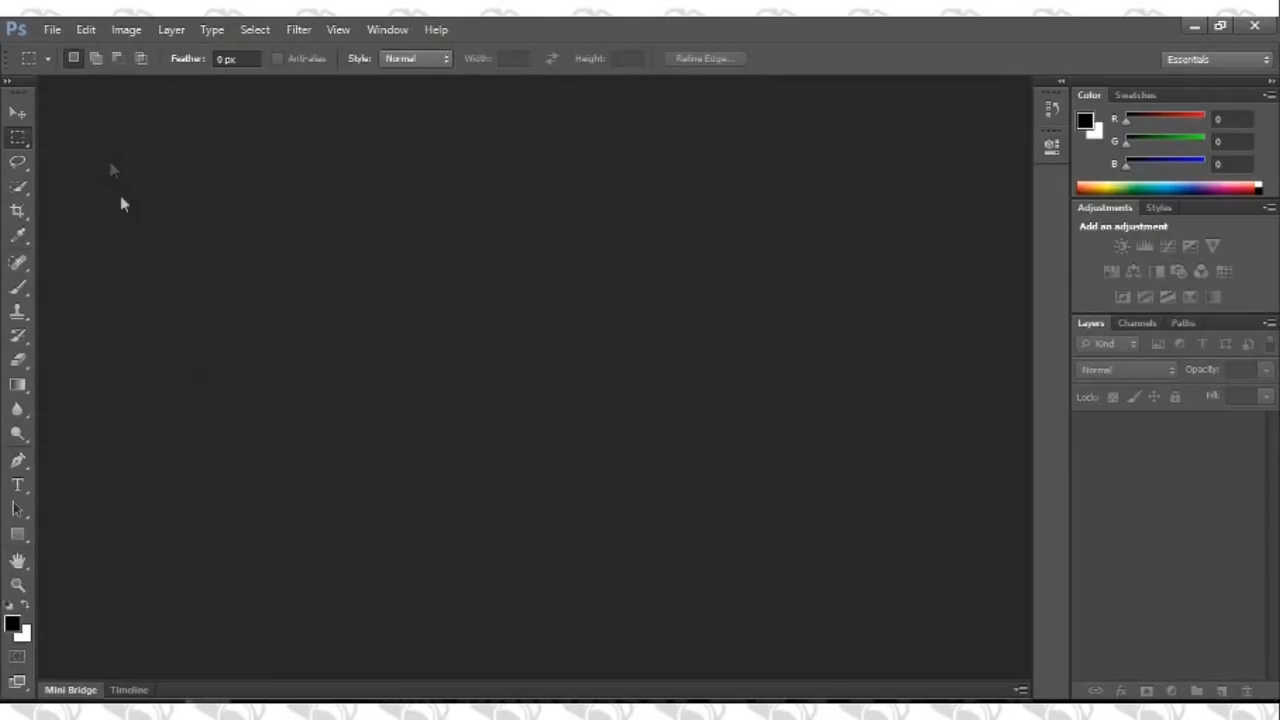 Ps File Edit Image Layer Type Select Filter View Window Help
Feather: 0 px Anti-alias Style: Normal Width: Height: Refine Edge... Essentials
Color Swatches
R 0
G 0
B 0
Adjustments Styles
Add an adjustment
Layers Channels Paths
Kind
Normal Opacity:
Lock: Fill:
Mini Bridge Timeline